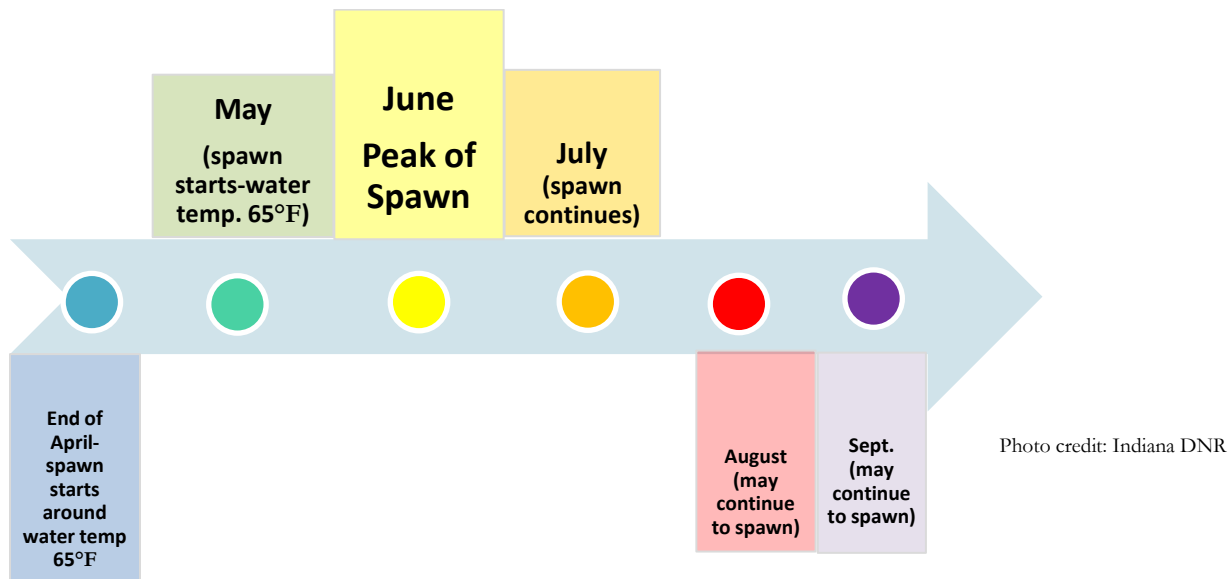 May
(spawn
starts-water
temp. 65°F)
June
Peak of
Spawn
July
(spawn
continues)
End of
April-
spawn
starts
around
water temp
65°F
August
(may
continue
to spawn)
Sept.
(may
continue
to spawn)
Photo credit: Indiana DNR